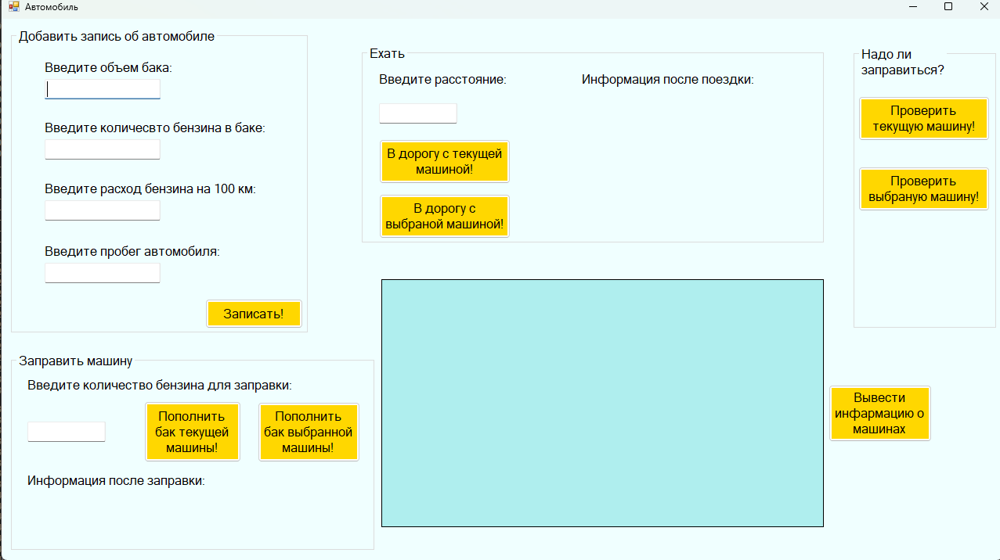 Автомобиль
Добавить запись об автомобиле
Введите объем бака:
Введите количесвто бензина в баке:
Введите расход бензина на 100 км:
Введите пробег автомобиля:
Записать!
Заправить машину
Введите количество бензина для заправки:
Пополнить
бак текущей
машины!
Пополнить
бак выбранной
машины!
Информация после заправки:
Ехать
Введите расстояние:
Информация после поездки:
В дорогу с текущей
машиной!
В дорогу с
выбраной машиной!
Надо ли
заправиться?
Проверить
текущую машину!
Проверить
выбраную машину!
Вывести
инфармацию о
машинах